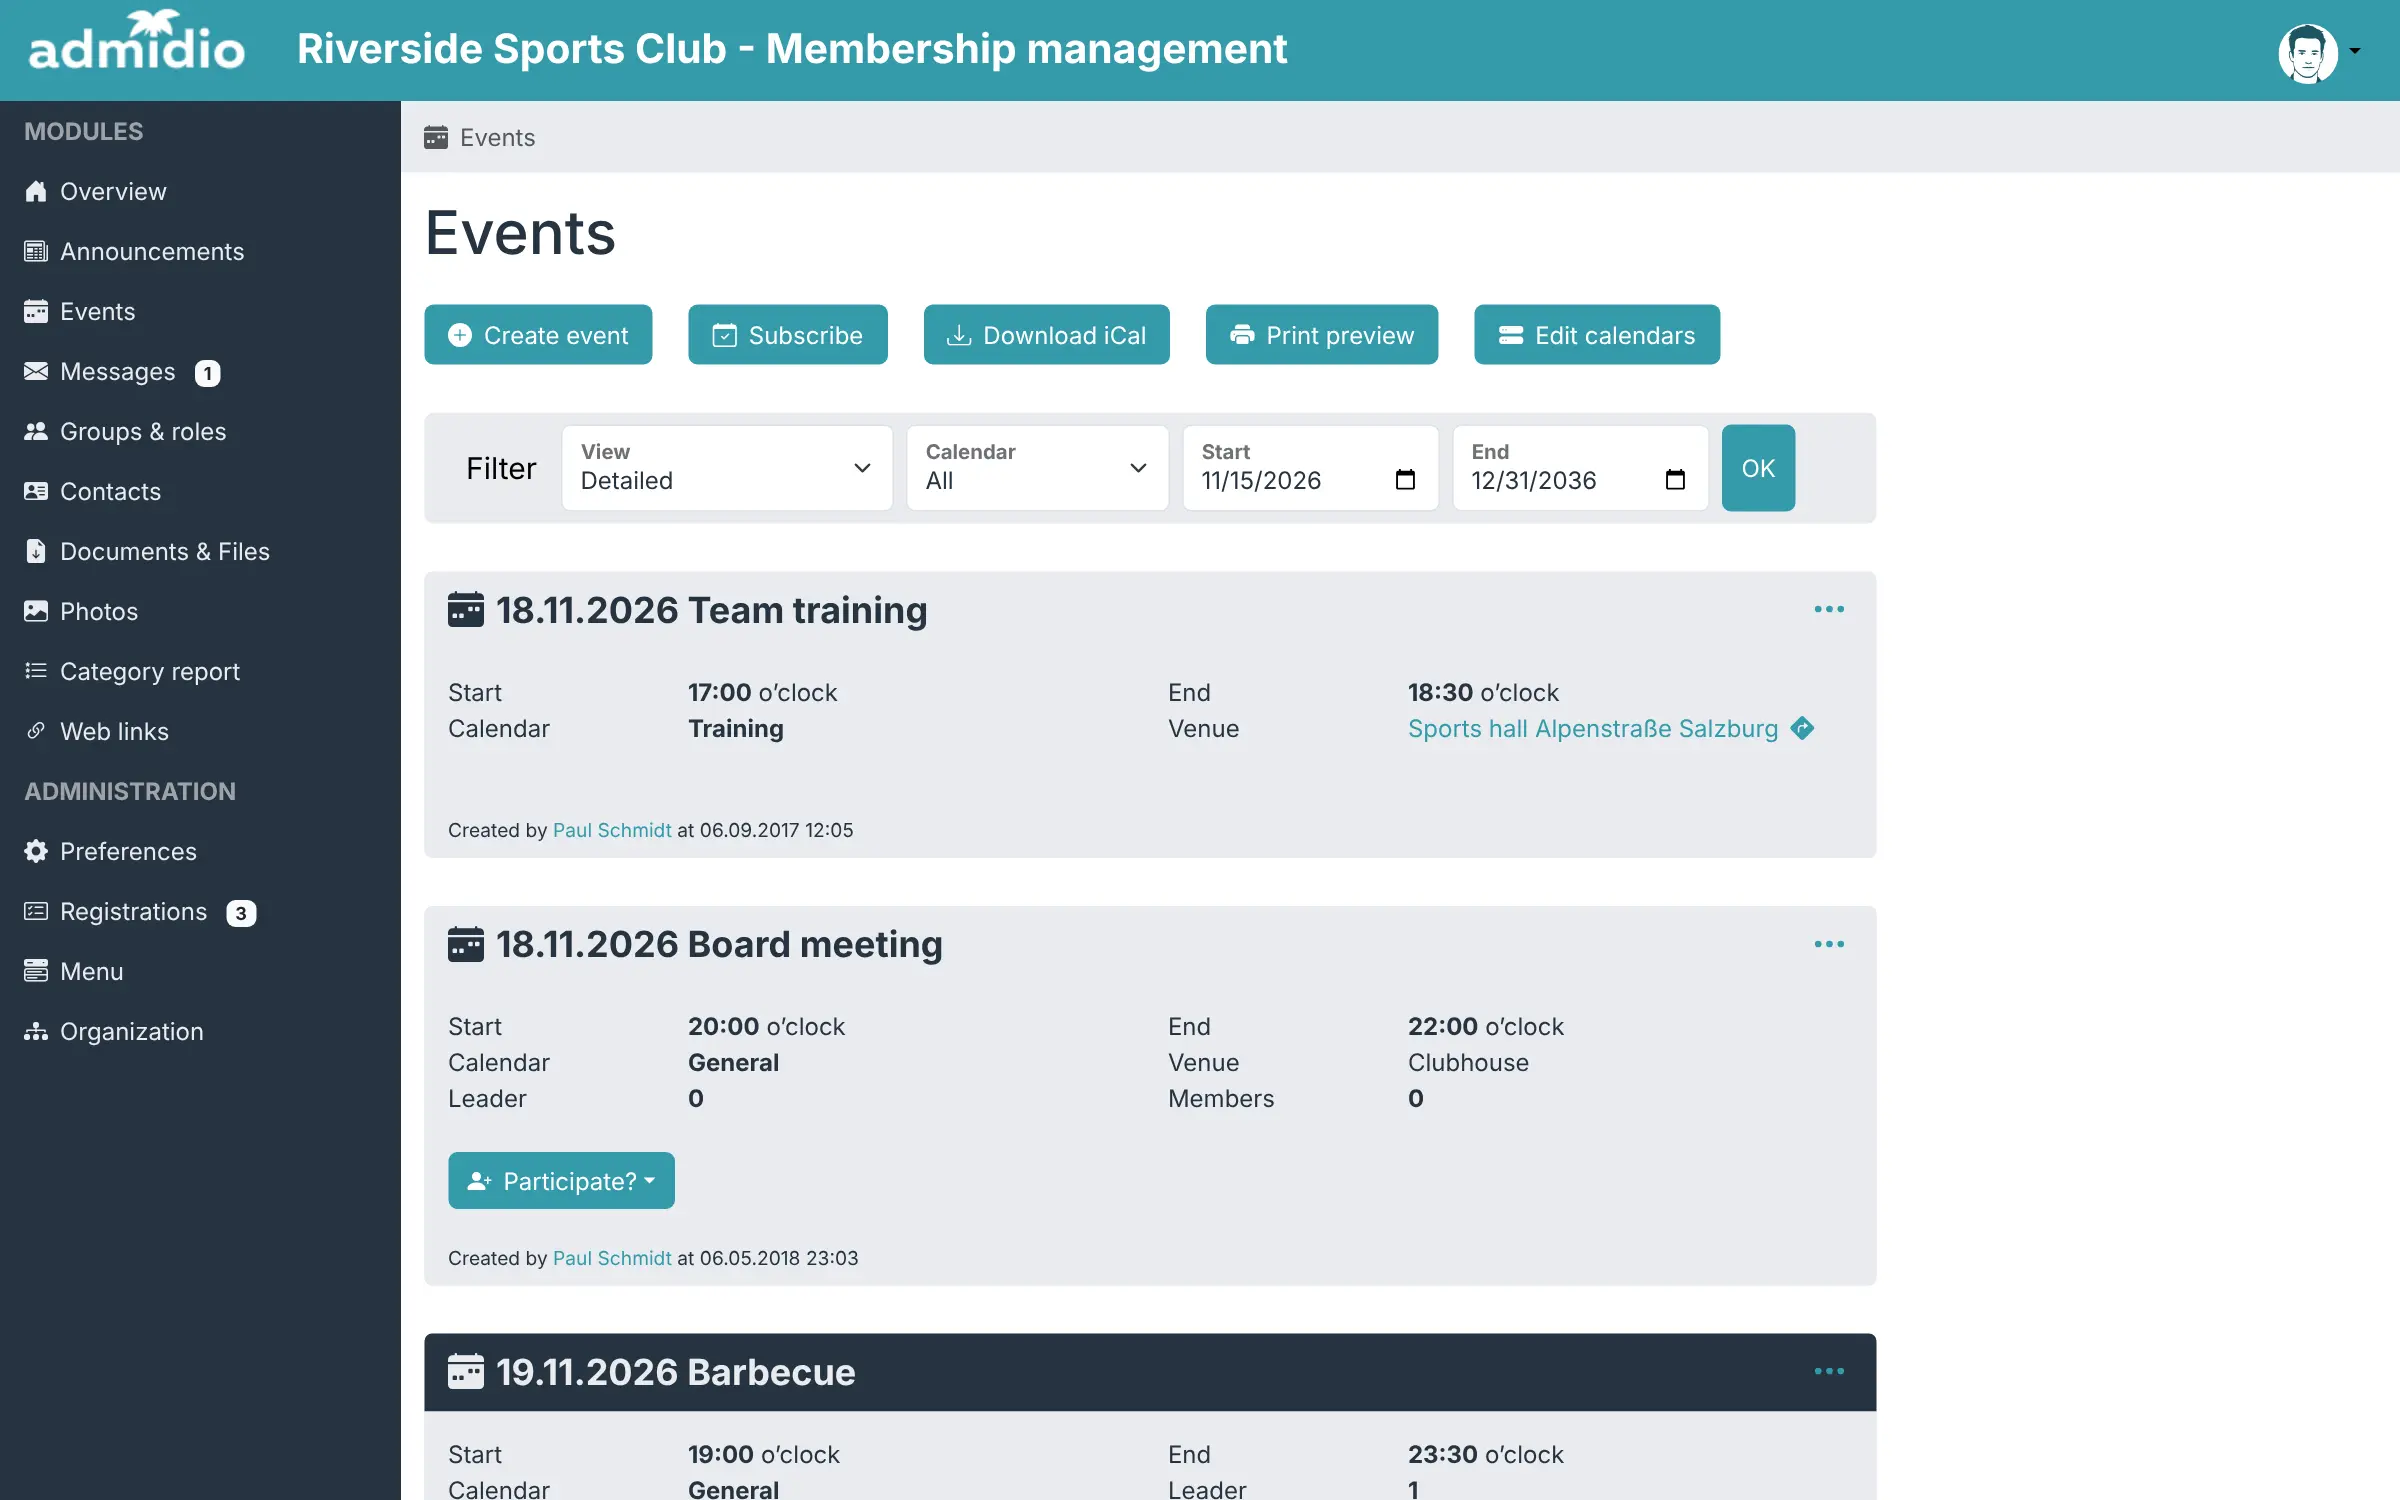 admidio
Riverside Sports Club - Membership management
MODULES
Overview
Announcements
Events
Messages 1
Groups & roles
Contacts
Documents & Files
Photos
Category report
Web links
ADMINISTRATION
Preferences
Registrations 3
Menu
Organization
Events
Events
Create event
Subscribe
Download iCal
Print preview
Edit calendars
Filter
View
Detailed
Calendar
All
Start
11/15/2026
End
12/31/2036
OK
18.11.2026 Team training
Start 17:00 o’clock End 18:30 o’clock
Calendar Training Venue Sports hall Alpenstraße Salzburg
Created by Paul Schmidt at 06.09.2017 12:05
18.11.2026 Board meeting
Start 20:00 o’clock End 22:00 o’clock
Calendar General Venue Clubhouse
Leader 0 Members 0
Participate?
Created by Paul Schmidt at 06.05.2018 23:03
19.11.2026 Barbecue
Start 19:00 o’clock End 23:30 o’clock
Calendar General Leader 1